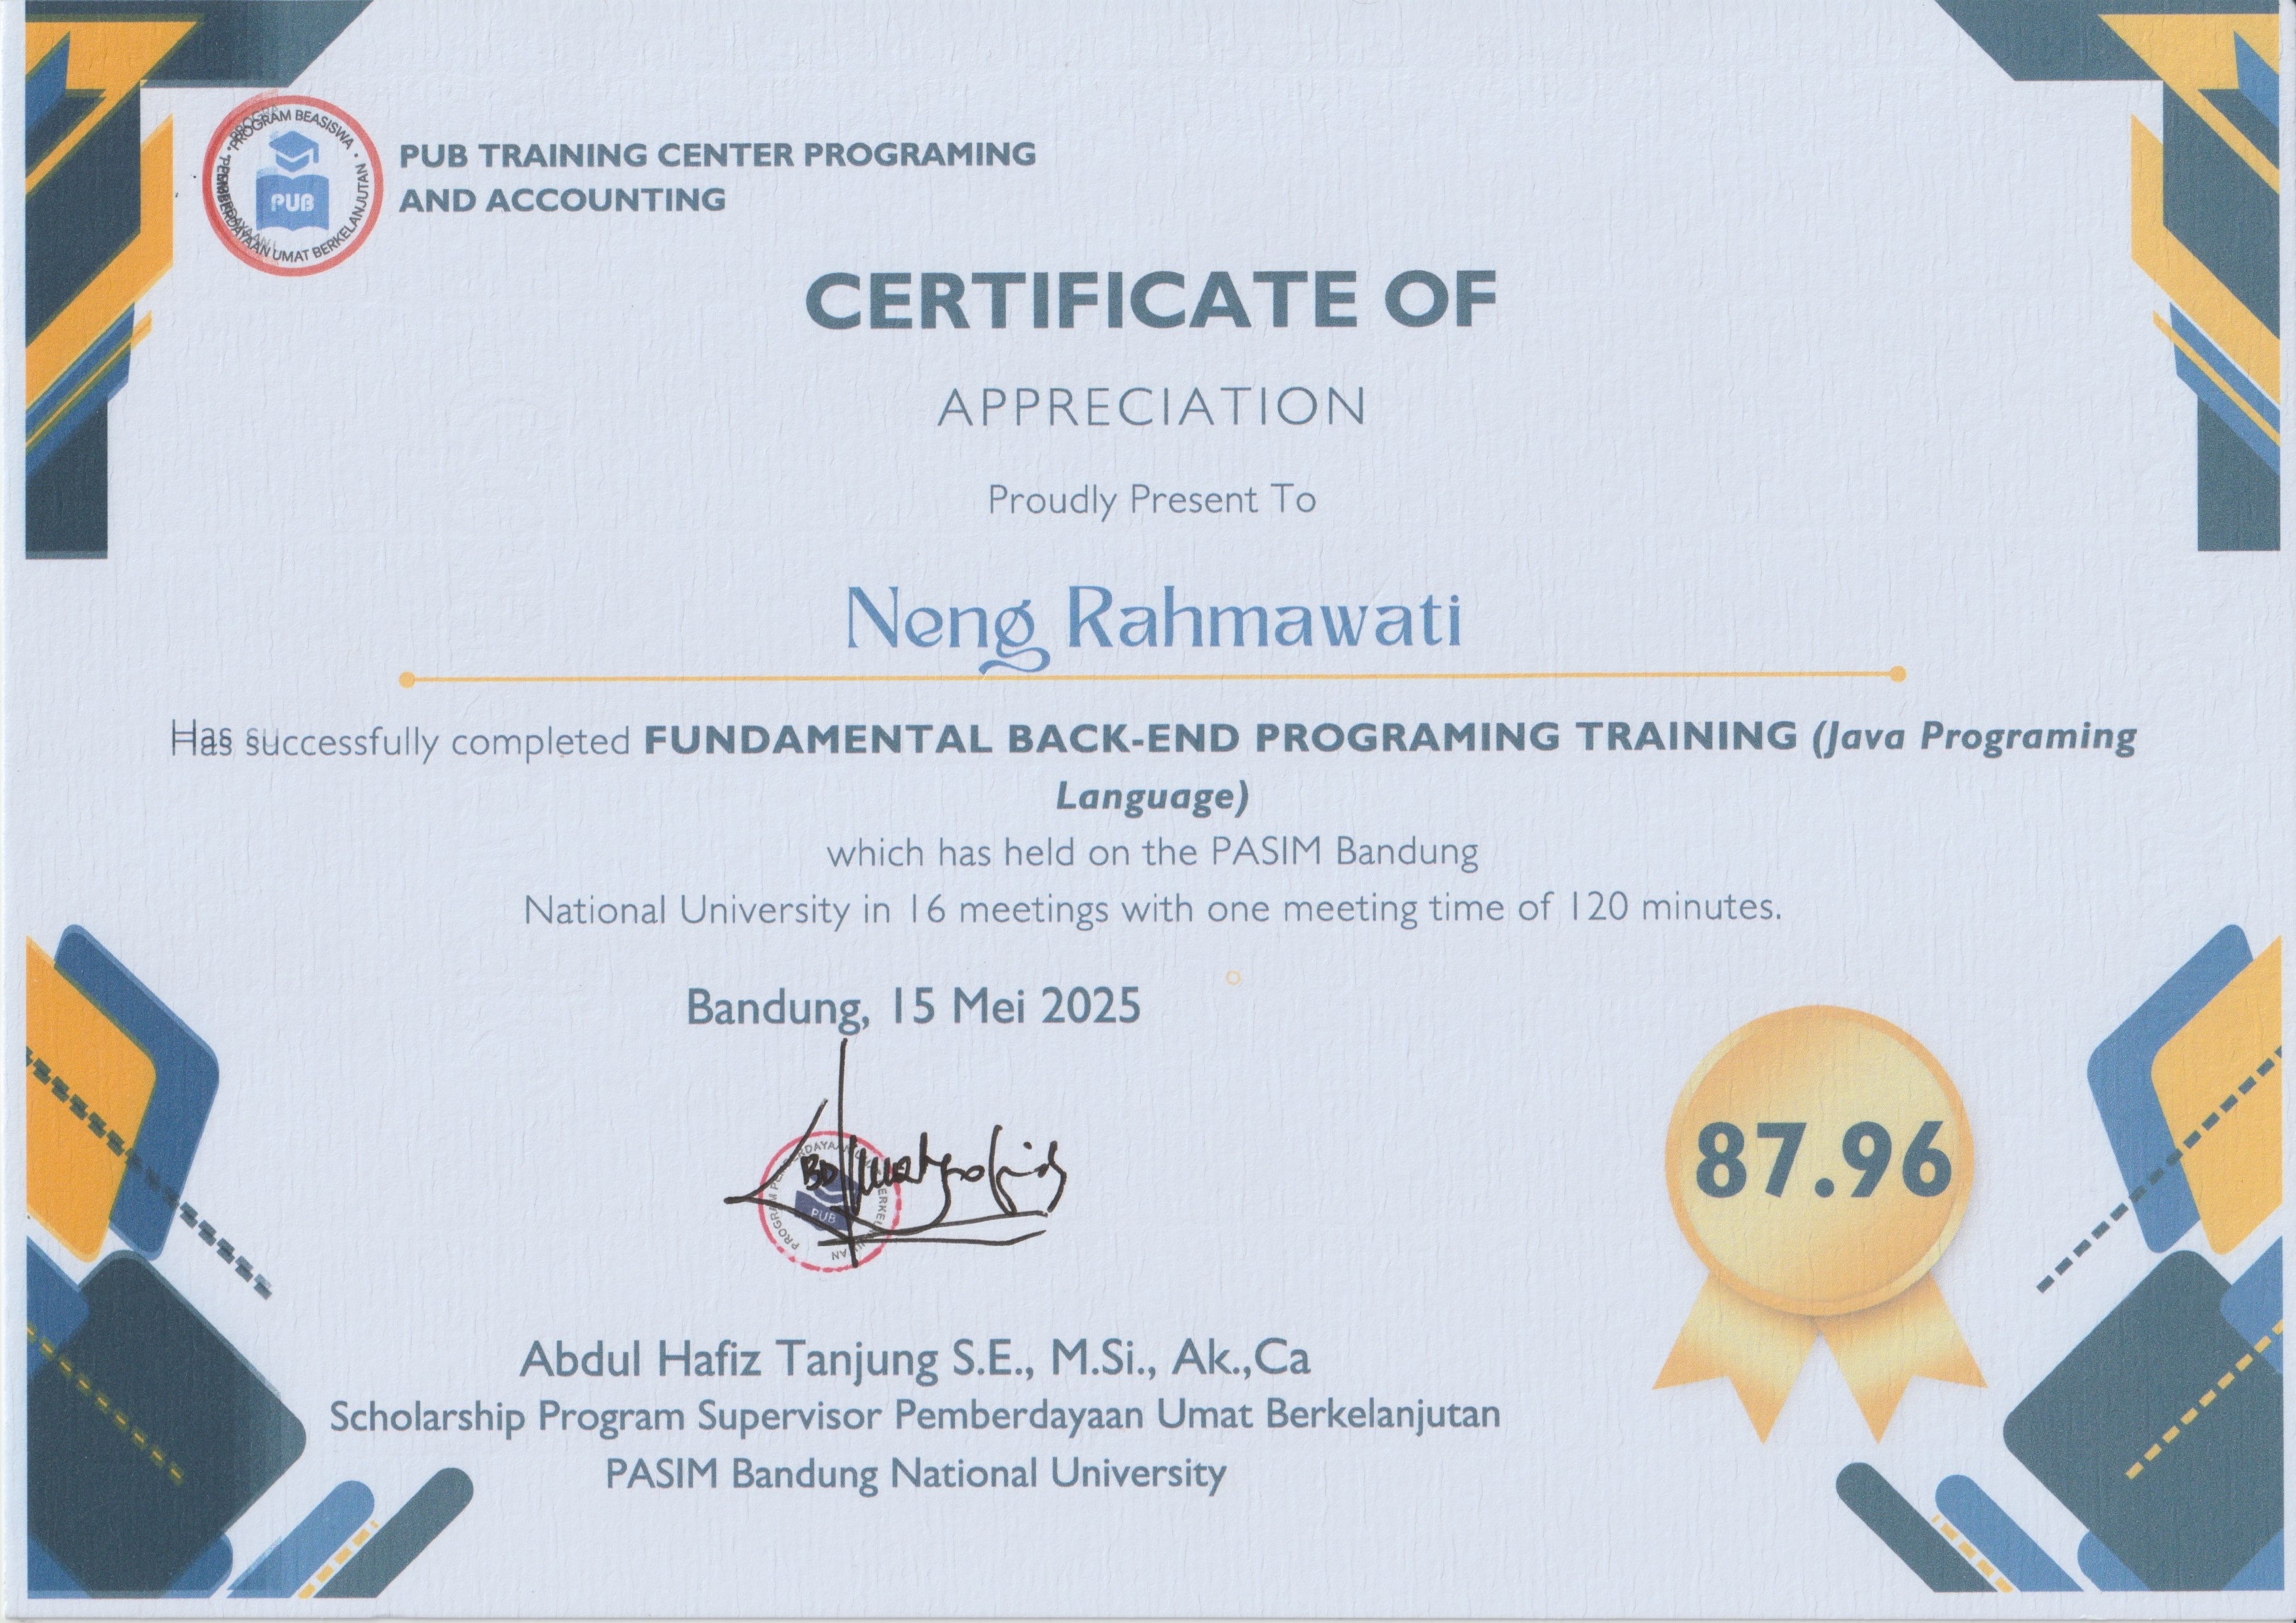 PROGRAM BEASISWA • PEMBERDAYAAN UMAT BERKELANJUTAN •
PUB
PUB TRAINING CENTER PROGRAMING
AND ACCOUNTING
CERTIFICATE OF
APPRECIATION
Proudly Present To
Neng Rahmawati
Has successfully completed FUNDAMENTAL BACK-END PROGRAMING TRAINING (Java Programing
Language)
which has held on the PASIM Bandung
National University in 16 meetings with one meeting time of 120 minutes.
Bandung, 15 Mei 2025
PUB
87.96
Abdul Hafiz Tanjung S.E., M.Si., Ak.,Ca
Scholarship Program Supervisor Pemberdayaan Umat Berkelanjutan
PASIM Bandung National University